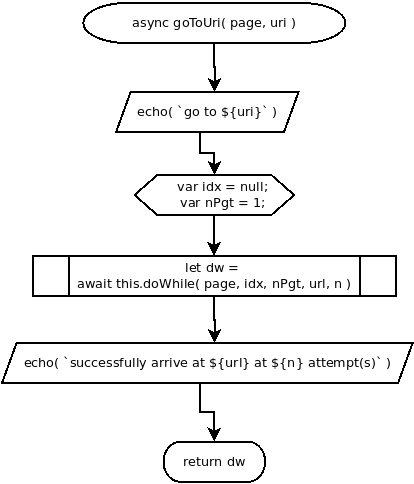 async goToUri( page, uri )
echo( `go to ${uri}` )
var idx = null;
var nPgt = 1;
let dw =
await this.doWhile( page, idx, nPgt, url, n )
echo( `successfully arrive at ${url} at ${n} attempt(s)` )
return dw